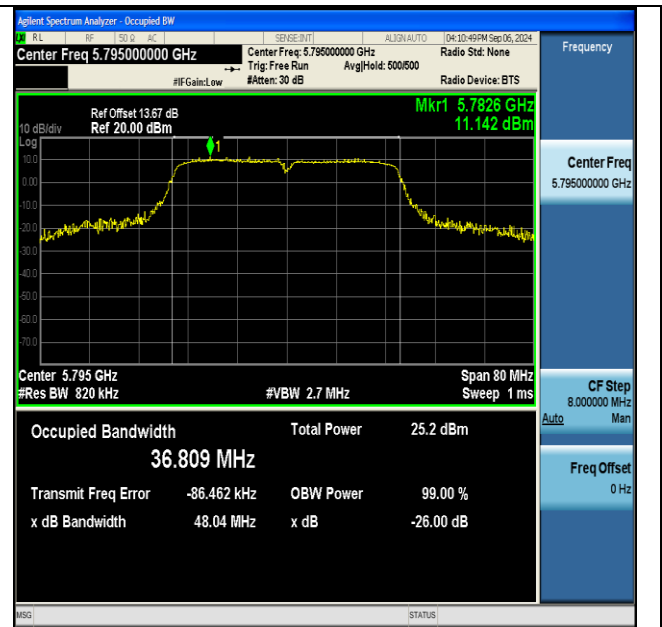 Agilent Spectrum Analyzer - Occupied BW
LXI RL RF 50 Ω AC SENSE:INT ALIGN AUTO 04:10:49 PM Sep 06, 2024
Center Freq 5.795000000 GHz
Center Freq: 5.795000000 GHz
Radio Std: None
Trig: Free Run Avg|Hold: 500/500
#IFGain:Low #Atten: 30 dB Radio Device: BTS
Frequency
Ref Offset 13.67 dB
10 dB/div Ref 20.00 dBm
Mkr1 5.7826 GHz
11.142 dBm
Log
1
10.0
0.00
-10.0
-20.0
-30.0
-40.0
-50.0
-60.0
-70.0
Center 5.795 GHz Span 80 MHz
#Res BW 820 kHz #VBW 2.7 MHz Sweep 1 ms
Occupied Bandwidth Total Power 25.2 dBm
36.809 MHz
Transmit Freq Error -86.462 kHz OBW Power 99.00 %
x dB Bandwidth 48.04 MHz x dB -26.00 dB
Center Freq
5.795000000 GHz
CF Step
8.000000 MHz
Auto Man
Freq Offset
0 Hz
MSG STATUS